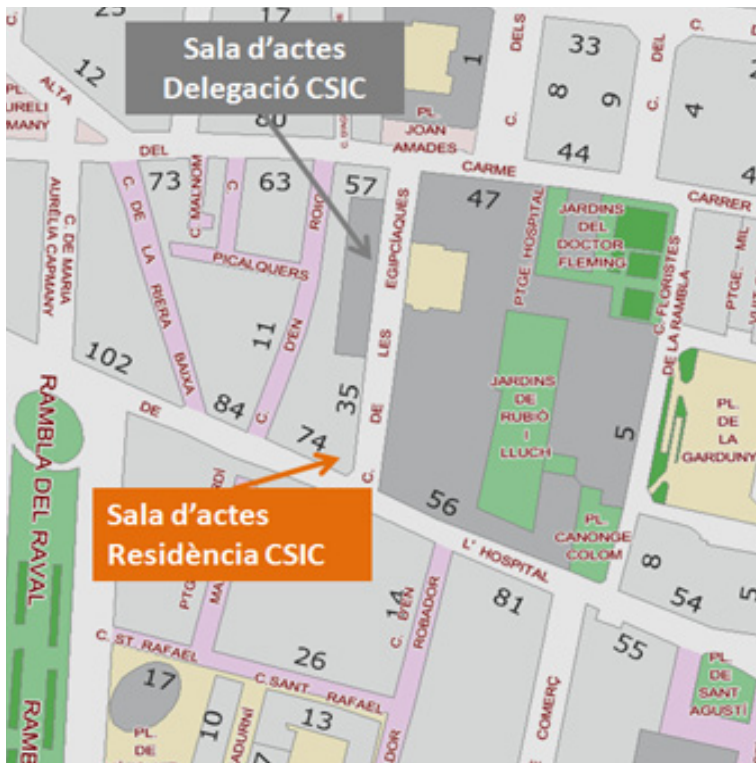 25
17
Sala d'actes
Delegació CSIC
12
ALTA
80
1
PL.
JOAN
AMADES
C. DELS
33
8
9
44
C. DEL
4
DEL
CARME
CARRER
73
C. MALNOM
C.
63
57
C. DE LA RIERA BAIXA
PICALQUERS
C. D'EN ROIG
11
C. DE MARIA
AURÈLIA CAPMANY
102
84
74
35
C. DE LES EGIPCÍAQUES
47
PTGE. HOSPITAL
JARDINS
DEL
DOCTOR
FLEMING
C. FLORISTES
DE LA RAMBLA
PTGE.
JARDINS
DE
RUBIÓ
I
LLUCH
5
PL.
DE
LA
GARDUNY
DE
L' HOSPITAL
56
Sala d'actes
Residència CSIC
PL.
CANONGE
COLOM
8
54
5
RAMBLA DEL RAVAL
14
C. D'EN
ROBADOR
81
55
C. ST. RAFAEL
26
C. SANT RAFAEL
17
10
13
PL.
DE
COMERÇ
PL.
DE
SANT
AGUSTÍ